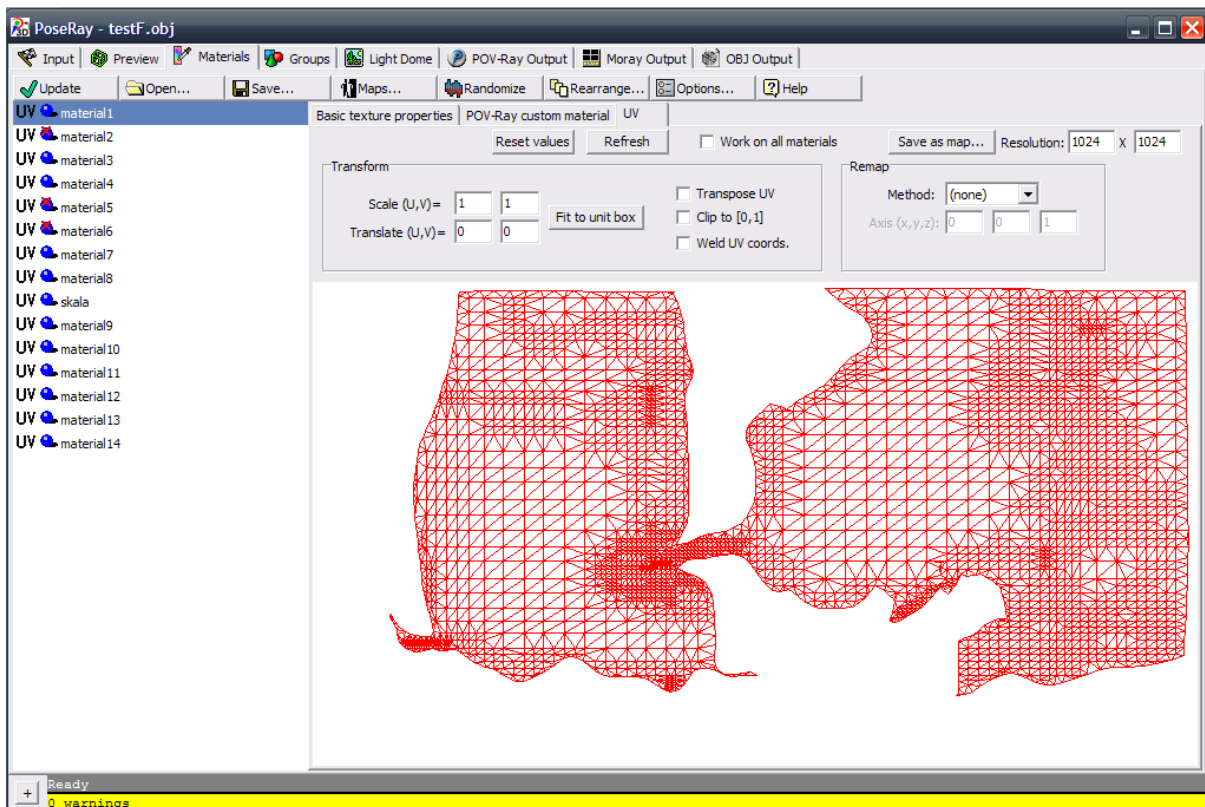 PoseRay - testF.obj
Input Preview Materials Groups Light Dome POV-Ray Output Moray Output OBJ Output
Update Open... Save... Maps... Randomize Rearrange... Options... Help
UV material1
UV material2
UV material3
UV material4
UV material5
UV material6
UV material7
UV material8
UV skala
UV material9
UV material10
UV material11
UV material12
UV material13
UV material14
Basic texture properties POV-Ray custom material UV
Reset values Refresh Work on all materials Save as map... Resolution: 1024 X 1024
Transform
Scale (U,V)= 1 1
Translate (U,V)= 0 0
Fit to unit box
Transpose UV
Clip to [0,1]
Weld UV coords.
Remap
Method: (none)
Axis (x,y,z): 0 0 1
+
Ready
0 warnings